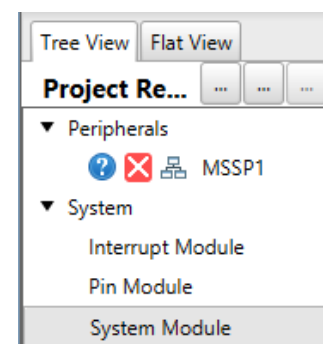 Tree View Flat View
Project Re... ... ... ...
Peripherals
MSSP1
System
Interrupt Module
Pin Module
System Module